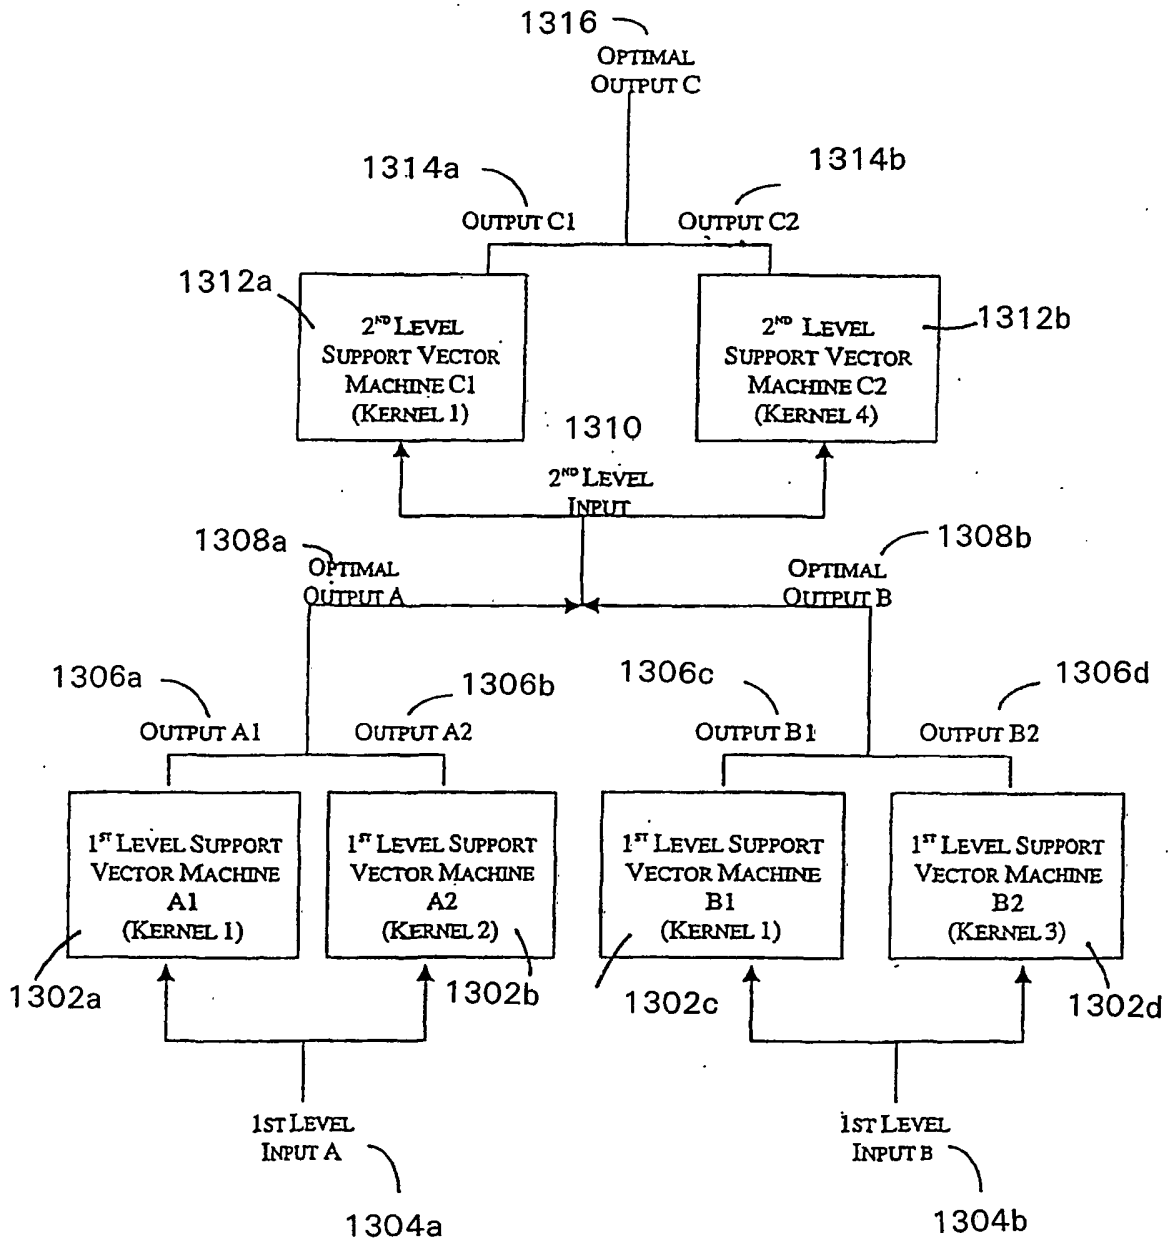 1316
OPTIMAL
OUTPUT C
1314a
1314b
OUTPUT C1
OUTPUT C2
1312a
2ND LEVEL
SUPPORT VECTOR
MACHINE C1
(KERNEL 1)
2ND LEVEL
SUPPORT VECTOR
MACHINE C2
(KERNEL 4)
1312b
1310
2ND LEVEL
INPUT
1308a
OPTIMAL
OUTPUT A
1308b
OPTIMAL
OUTPUT B
1306a
1306b
1306c
1306d
OUTPUT A1
OUTPUT A2
OUTPUT B1
OUTPUT B2
1ST LEVEL SUPPORT
VECTOR MACHINE
A1
(KERNEL 1)
1ST LEVEL SUPPORT
VECTOR MACHINE
A2
(KERNEL 2)
1ST LEVEL SUPPORT
VECTOR MACHINE
B1
(KERNEL 1)
1ST LEVEL SUPPORT
VECTOR MACHINE
B2
(KERNEL 3)
1302a
1302b
1302c
1302d
1ST LEVEL
INPUT A
1ST LEVEL
INPUT B
1304a
1304b